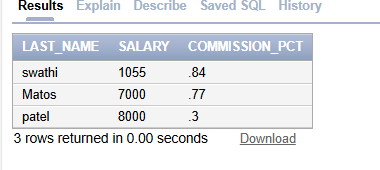 Results Explain Describe Saved SQL History
LAST_NAME SALARY COMMISSION_PCT
swathi 1055 .84
Matos 7000 .77
patel 8000 .3
3 rows returned in 0.00 seconds Download